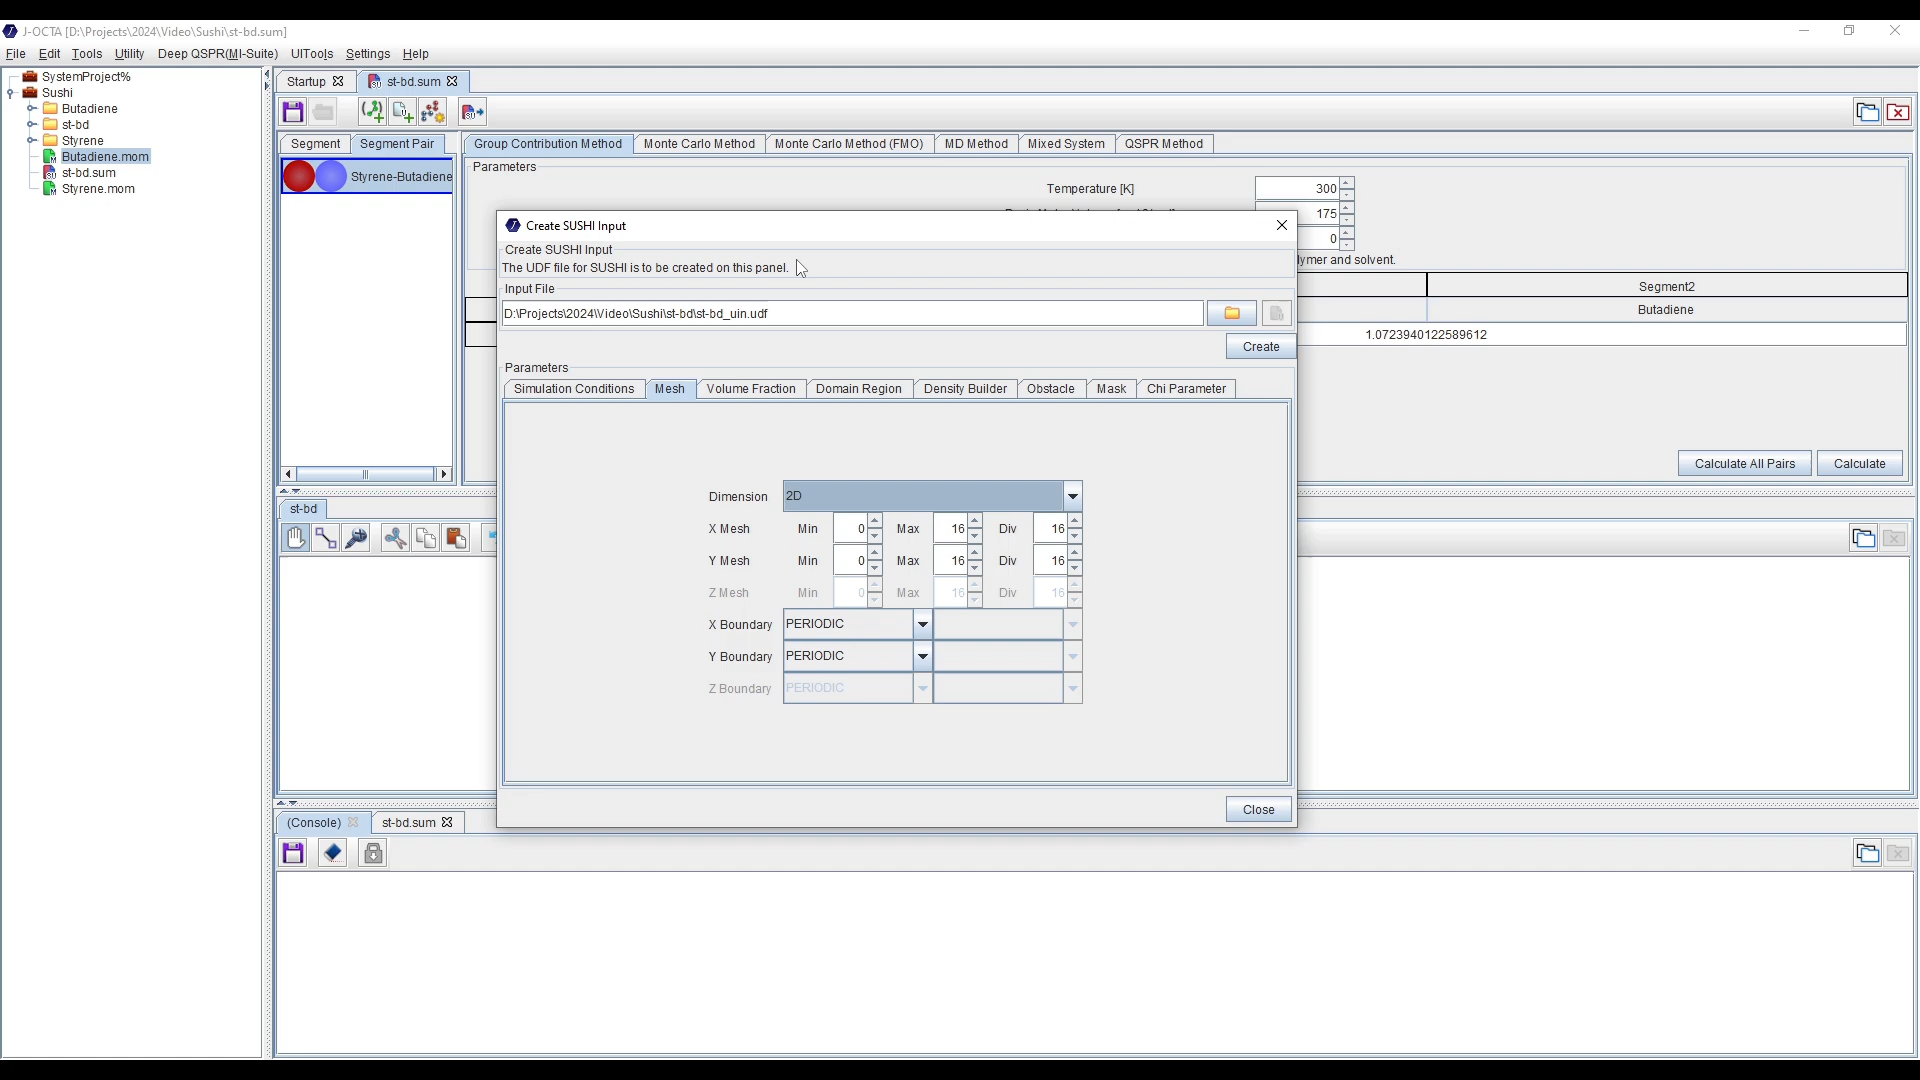 J-OCTA [D:\Projects\2024\Video\Sushi\st-bd.sum]
File Edit Tools Utility Deep QSPR(MI-Suite) UITools Settings Help
SystemProject%
Sushi
Butadiene
st-bd
Styrene
Butadiene.mom
st-bd.sum
Styrene.mom
Startup st-bd.sum
Segment Segment Pair
Styrene-Butadiene
Group Contribution Method Monte Carlo Method Monte Carlo Method (FMO) MD Method Mixed System QSPR Method
Parameters
Temperature [K] 300
175
0
lymer and solvent.
Segment2
Butadiene
1.0723940122589612
Calculate All Pairs Calculate
Create SUSHI Input
Create SUSHI Input
The UDF file for SUSHI is to be created on this panel.
Input File
D:\Projects\2024\Video\Sushi\st-bd\st-bd_uin.udf
Create
Parameters
Simulation Conditions Mesh Volume Fraction Domain Region Density Builder Obstacle Mask Chi Parameter
Dimension 2D
X Mesh Min 0 Max 16 Div 16
Y Mesh Min 0 Max 16 Div 16
Z Mesh Min 0 Max 16 Div 16
X Boundary PERIODIC
Y Boundary PERIODIC
Z Boundary PERIODIC
Close
st-bd
(Console) st-bd.sum